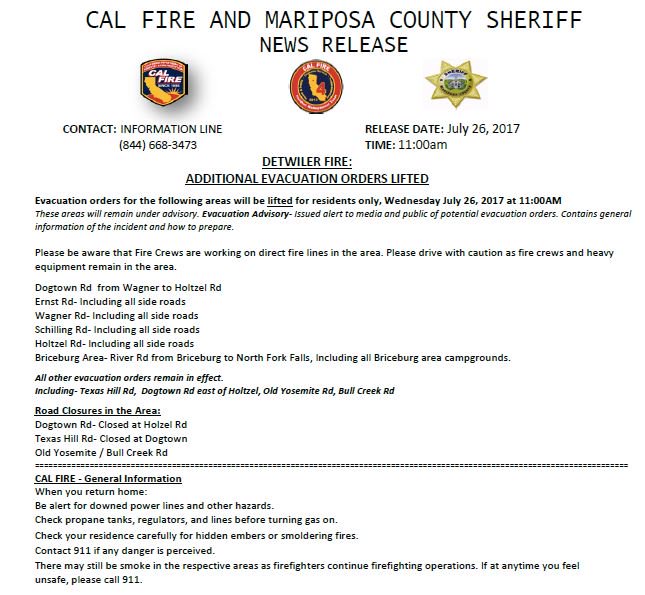 CAL FIRE AND MARIPOSA COUNTY SHERIFF
NEWS RELEASE
CAL FIRE
SINCE 1885
CAL FIRE
4
SHERIFF
CONTACT: INFORMATION LINE
(844) 668-3473
RELEASE DATE: July 26, 2017
TIME: 11:00am
DETWILER FIRE:
ADDITIONAL EVACUATION ORDERS LIFTED
Evacuation orders for the following areas will be lifted for residents only, Wednesday July 26, 2017 at 11:00AM
These areas will remain under advisory. Evacuation Advisory- Issued alert to media and public of potential evacuation orders. Contains general
information of the incident and how to prepare.
Please be aware that Fire Crews are working on direct fire lines in the area. Please drive with caution as fire crews and heavy
equipment remain in the area.
Dogtown Rd from Wagner to Holtzel Rd
Ernst Rd- Including all side roads
Wagner Rd- Including all side roads
Schilling Rd- Including all side roads
Holtzel Rd- Including all side roads
Briceburg Area- River Rd from Briceburg to North Fork Falls, Including all Briceburg area campgrounds.
All other evacuation orders remain in effect.
Including- Texas Hill Rd, Dogtown Rd east of Holtzel, Old Yosemite Rd, Bull Creek Rd
Road Closures in the Area:
Dogtown Rd- Closed at Holzel Rd
Texas Hill Rd- Closed at Dogtown
Old Yosemite / Bull Creek Rd
========================================================================================================
CAL FIRE - General Information
When you return home:
Be alert for downed power lines and other hazards.
Check propane tanks, regulators, and lines before turning gas on.
Check your residence carefully for hidden embers or smoldering fires.
Contact 911 if any danger is perceived.
There may still be smoke in the respective areas as firefighters continue firefighting operations. If at anytime you feel
unsafe, please call 911.